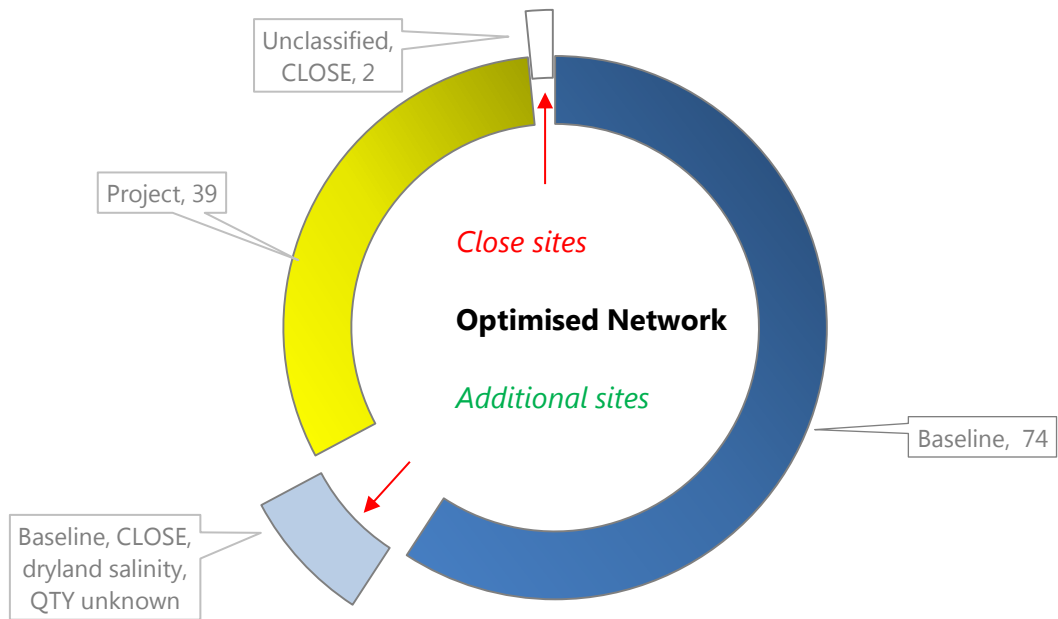 Unclassified,
CLOSE, 2
Project, 39
Close sites
Optimised Network
Additional sites
Baseline,  74
Baseline, CLOSE,
dryland salinity,
QTY unknown